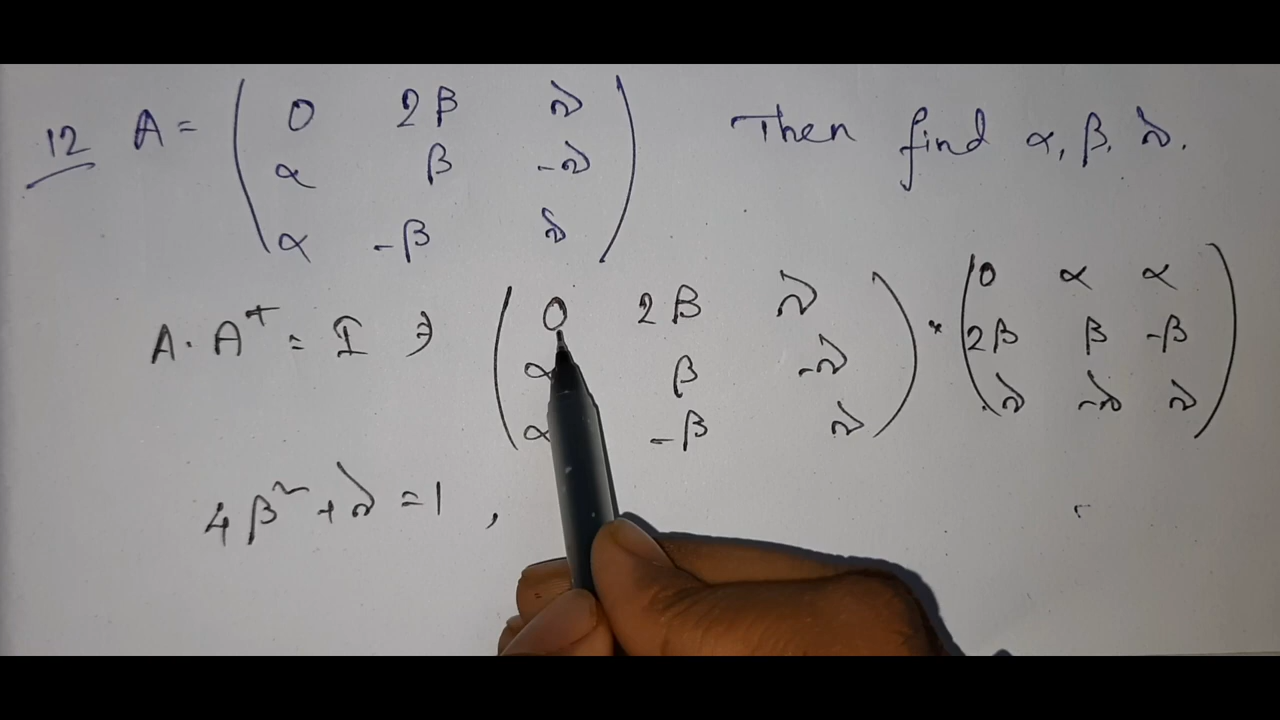 12 A = ( 0 2β λ Then find α, β, λ.
α β -λ
α -β λ )
A · Aᵀ = I ⇒ ( 0 2β λ ) * ( 0 α α
α β -λ 2β β -β
α -β λ ) λ -λ λ )
4β² + λ = 1 ,